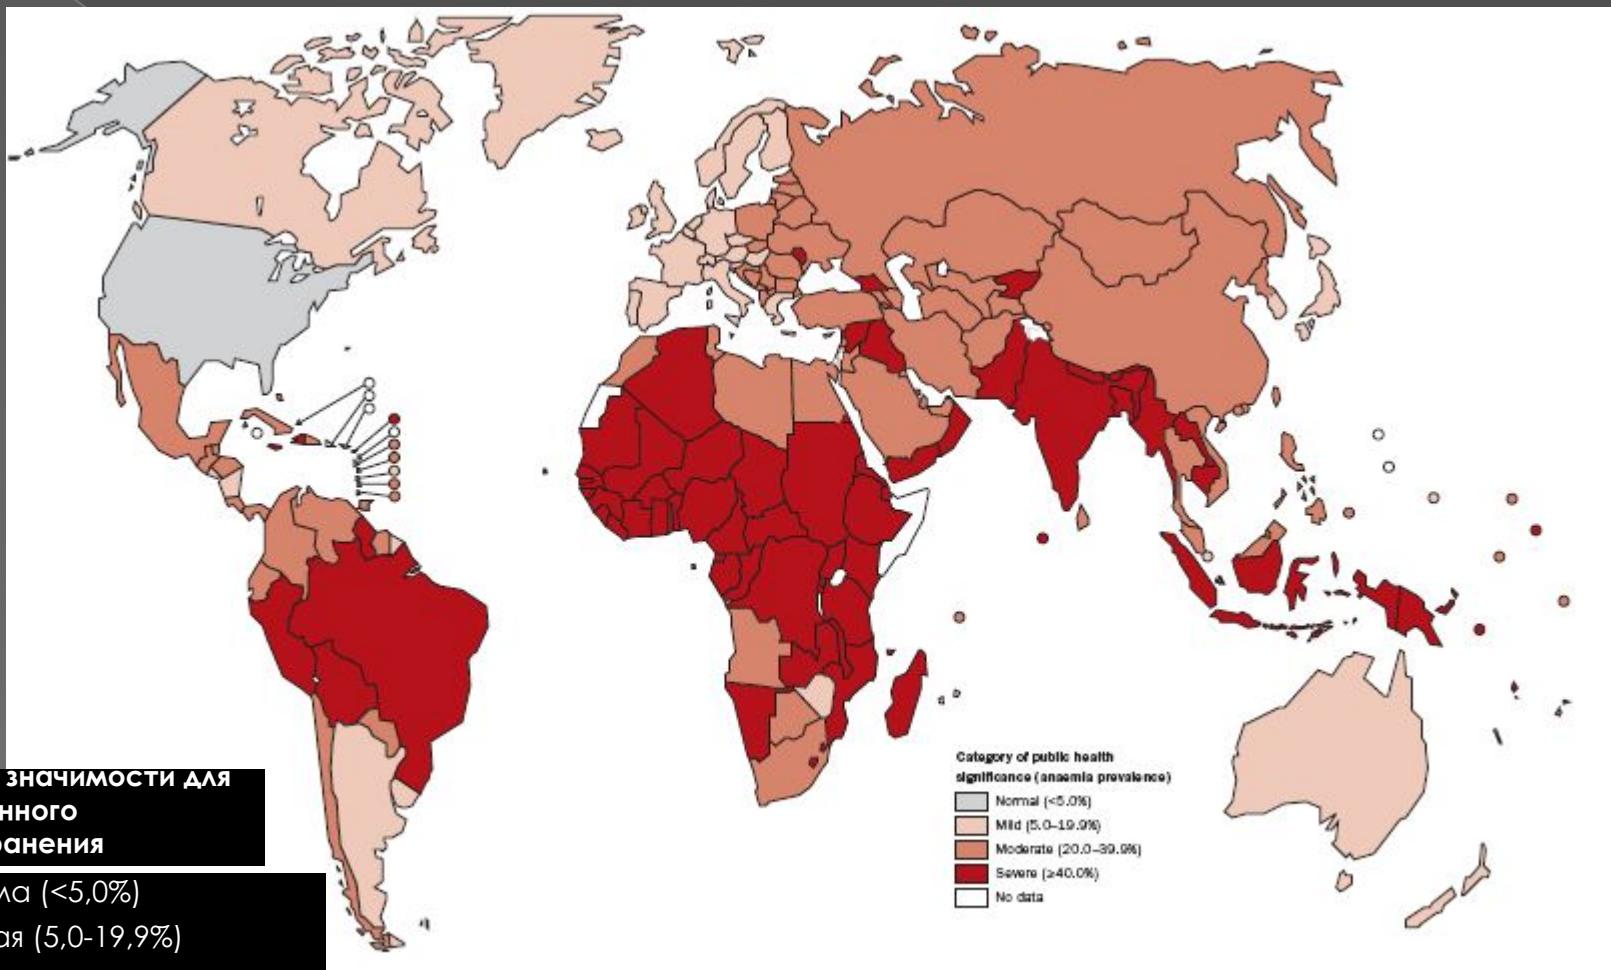 Category of public health
significance (anaemia prevalence)
Normal (<5.0%)
Mild (5.0–19.9%)
Moderate (20.0–39.9%)
Severe (≥40.0%)
No data
значимости для
нного
ранения
ла (<5,0%)
ая (5,0-19,9%)